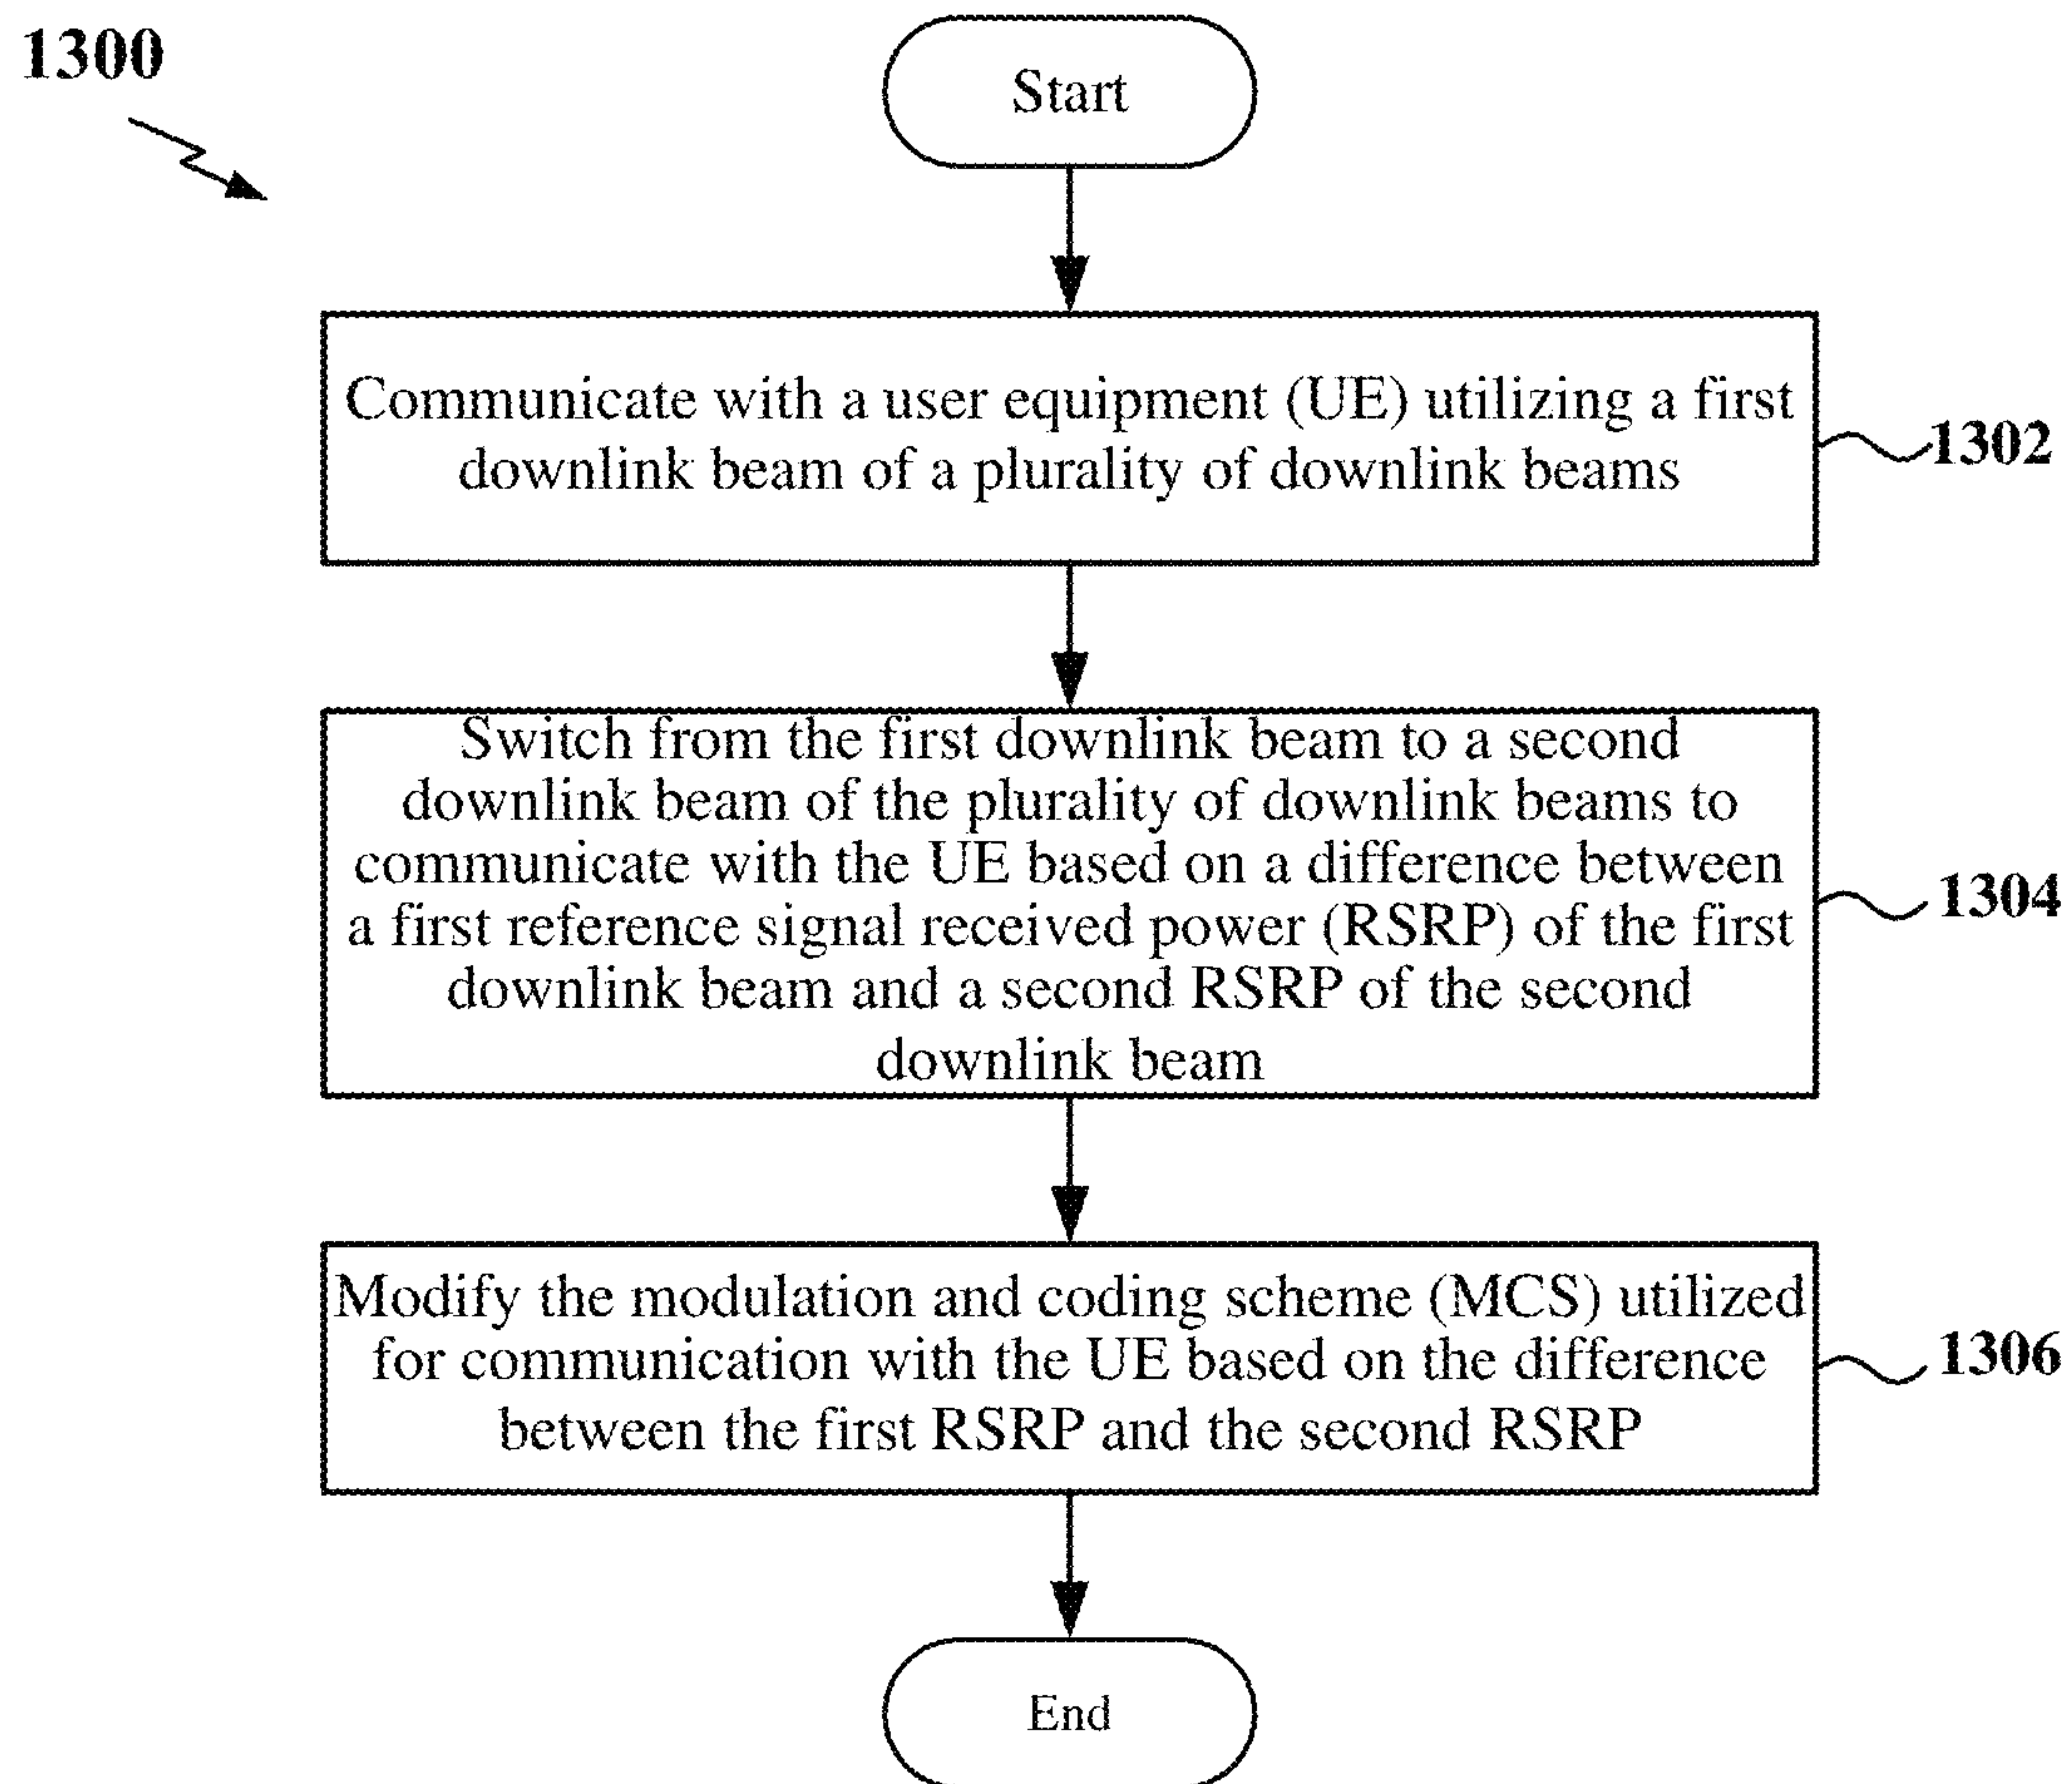 1300
Start
Communicate with a user equipment (UE) utilizing a first
downlink beam of a plurality of downlink beams
1302
Switch from the first downlink beam to a second
downlink beam of the plurality of downlink beams to
communicate with the UE based on a difference between
a first reference signal received power (RSRP) of the first
downlink beam and a second RSRP of the second
downlink beam
1304
Modify the modulation and coding scheme (MCS) utilized
for communication with the UE based on the difference
between the first RSRP and the second RSRP
1306
End